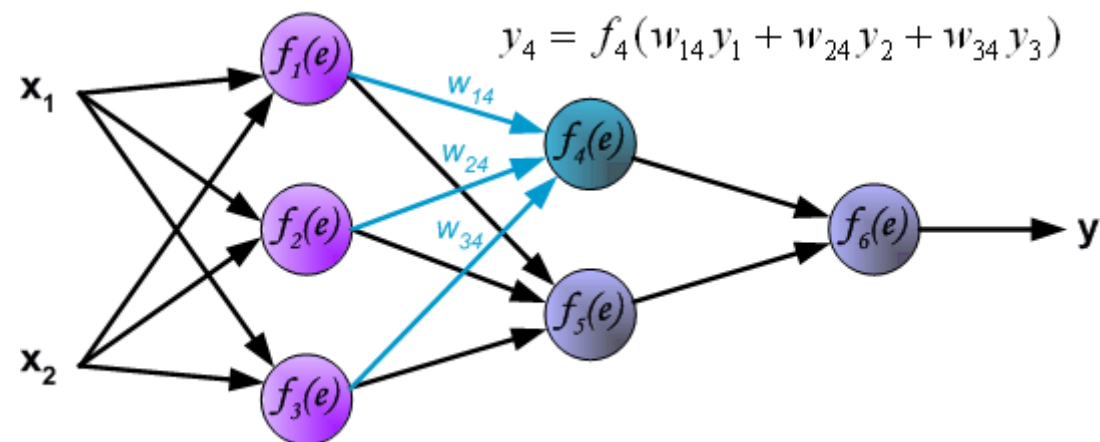 y₄ = f₄(w₁₄y₁ + w₂₄y₂ + w₃₄y₃)
f₁(e)
x₁
w₁₄
f₄(e)
w₂₄
f₂(e)
w₃₄
f₆(e)
y
f₅(e)
x₂
f₃(e)